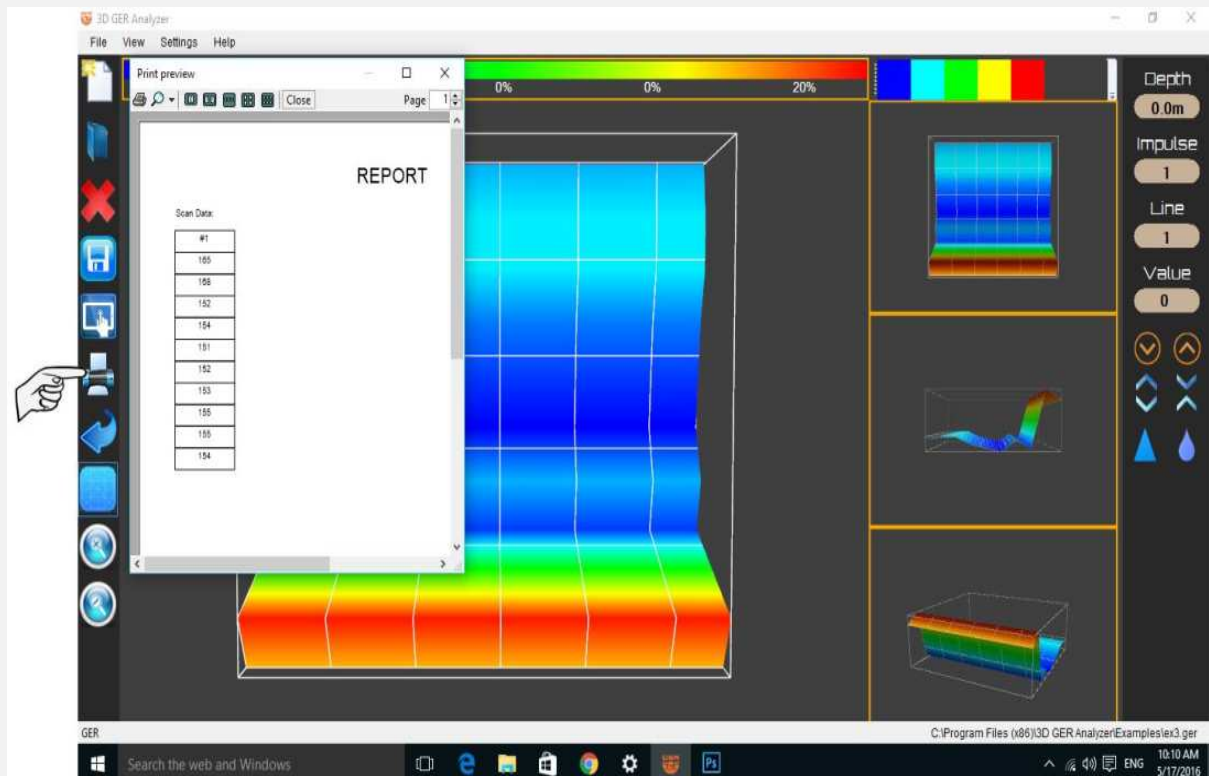 3D GER Analyzer
File View Settings Help
Print preview
Close
Page 1
0% 0% 20%
REPORT
Scan Data:
#1
165
168
152
154
151
152
153
155
155
154
Depth
0.0m
Impulse
1
Line
1
Value
0
GER
C:\Program Files (x86)\3D GER Analyzer\Examples\ex3.ger
Search the web and Windows
Ps
ENG
10:10 AM
5/17/2016